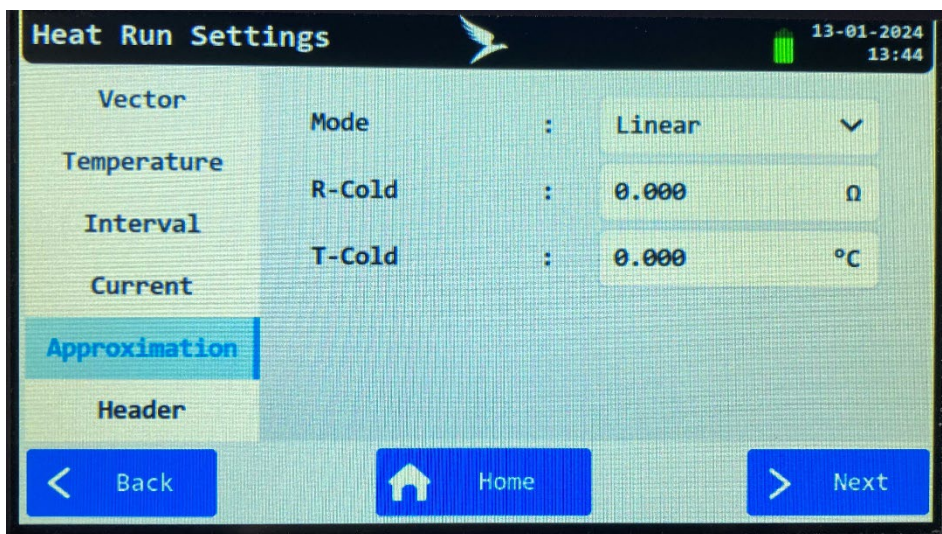 Heat Run Settings
13-01-2024
13:44
Vector
Temperature
Interval
Current
Approximation
Header
Mode : Linear
R-Cold : 0.000 Ω
T-Cold : 0.000 °C
Back
Home
Next